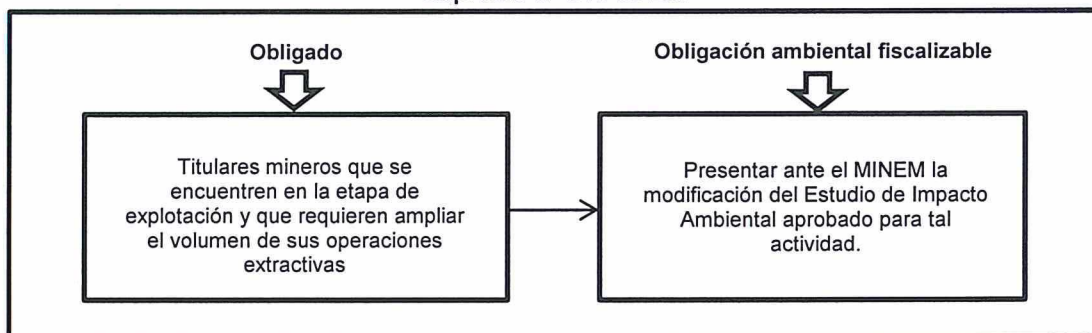 Obligado
Titulares mineros que se
encuentren en la etapa de
explotación y que requieren ampliar
el volumen de sus operaciones
extractivas
Obligación ambiental fiscalizable
Presentar ante el MINEM la
modificación del Estudio de Impacto
Ambiental aprobado para tal
actividad.